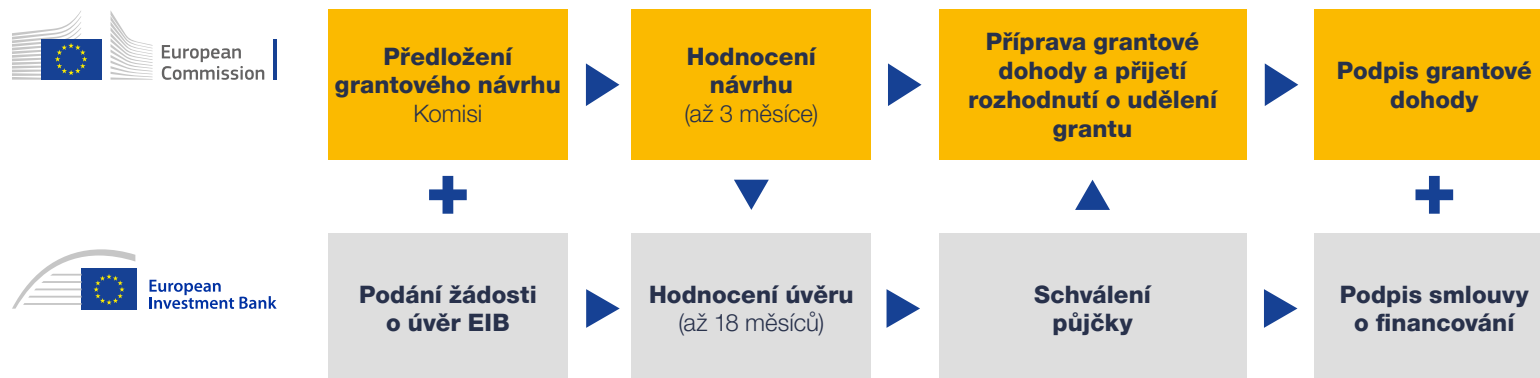 European
Commission
Předložení
grantového návrhu
Komisi
Hodnocení
návrhu
(až 3 měsíce)
Příprava grantové
dohody a přijetí
rozhodnutí o udělení
grantu
Podpis grantové
dohody
European
Investment Bank
Podání žádosti
o úvěr EIB
Hodnocení úvěru
(až 18 měsíců)
Schválení
půjčky
Podpis smlouvy
o financování